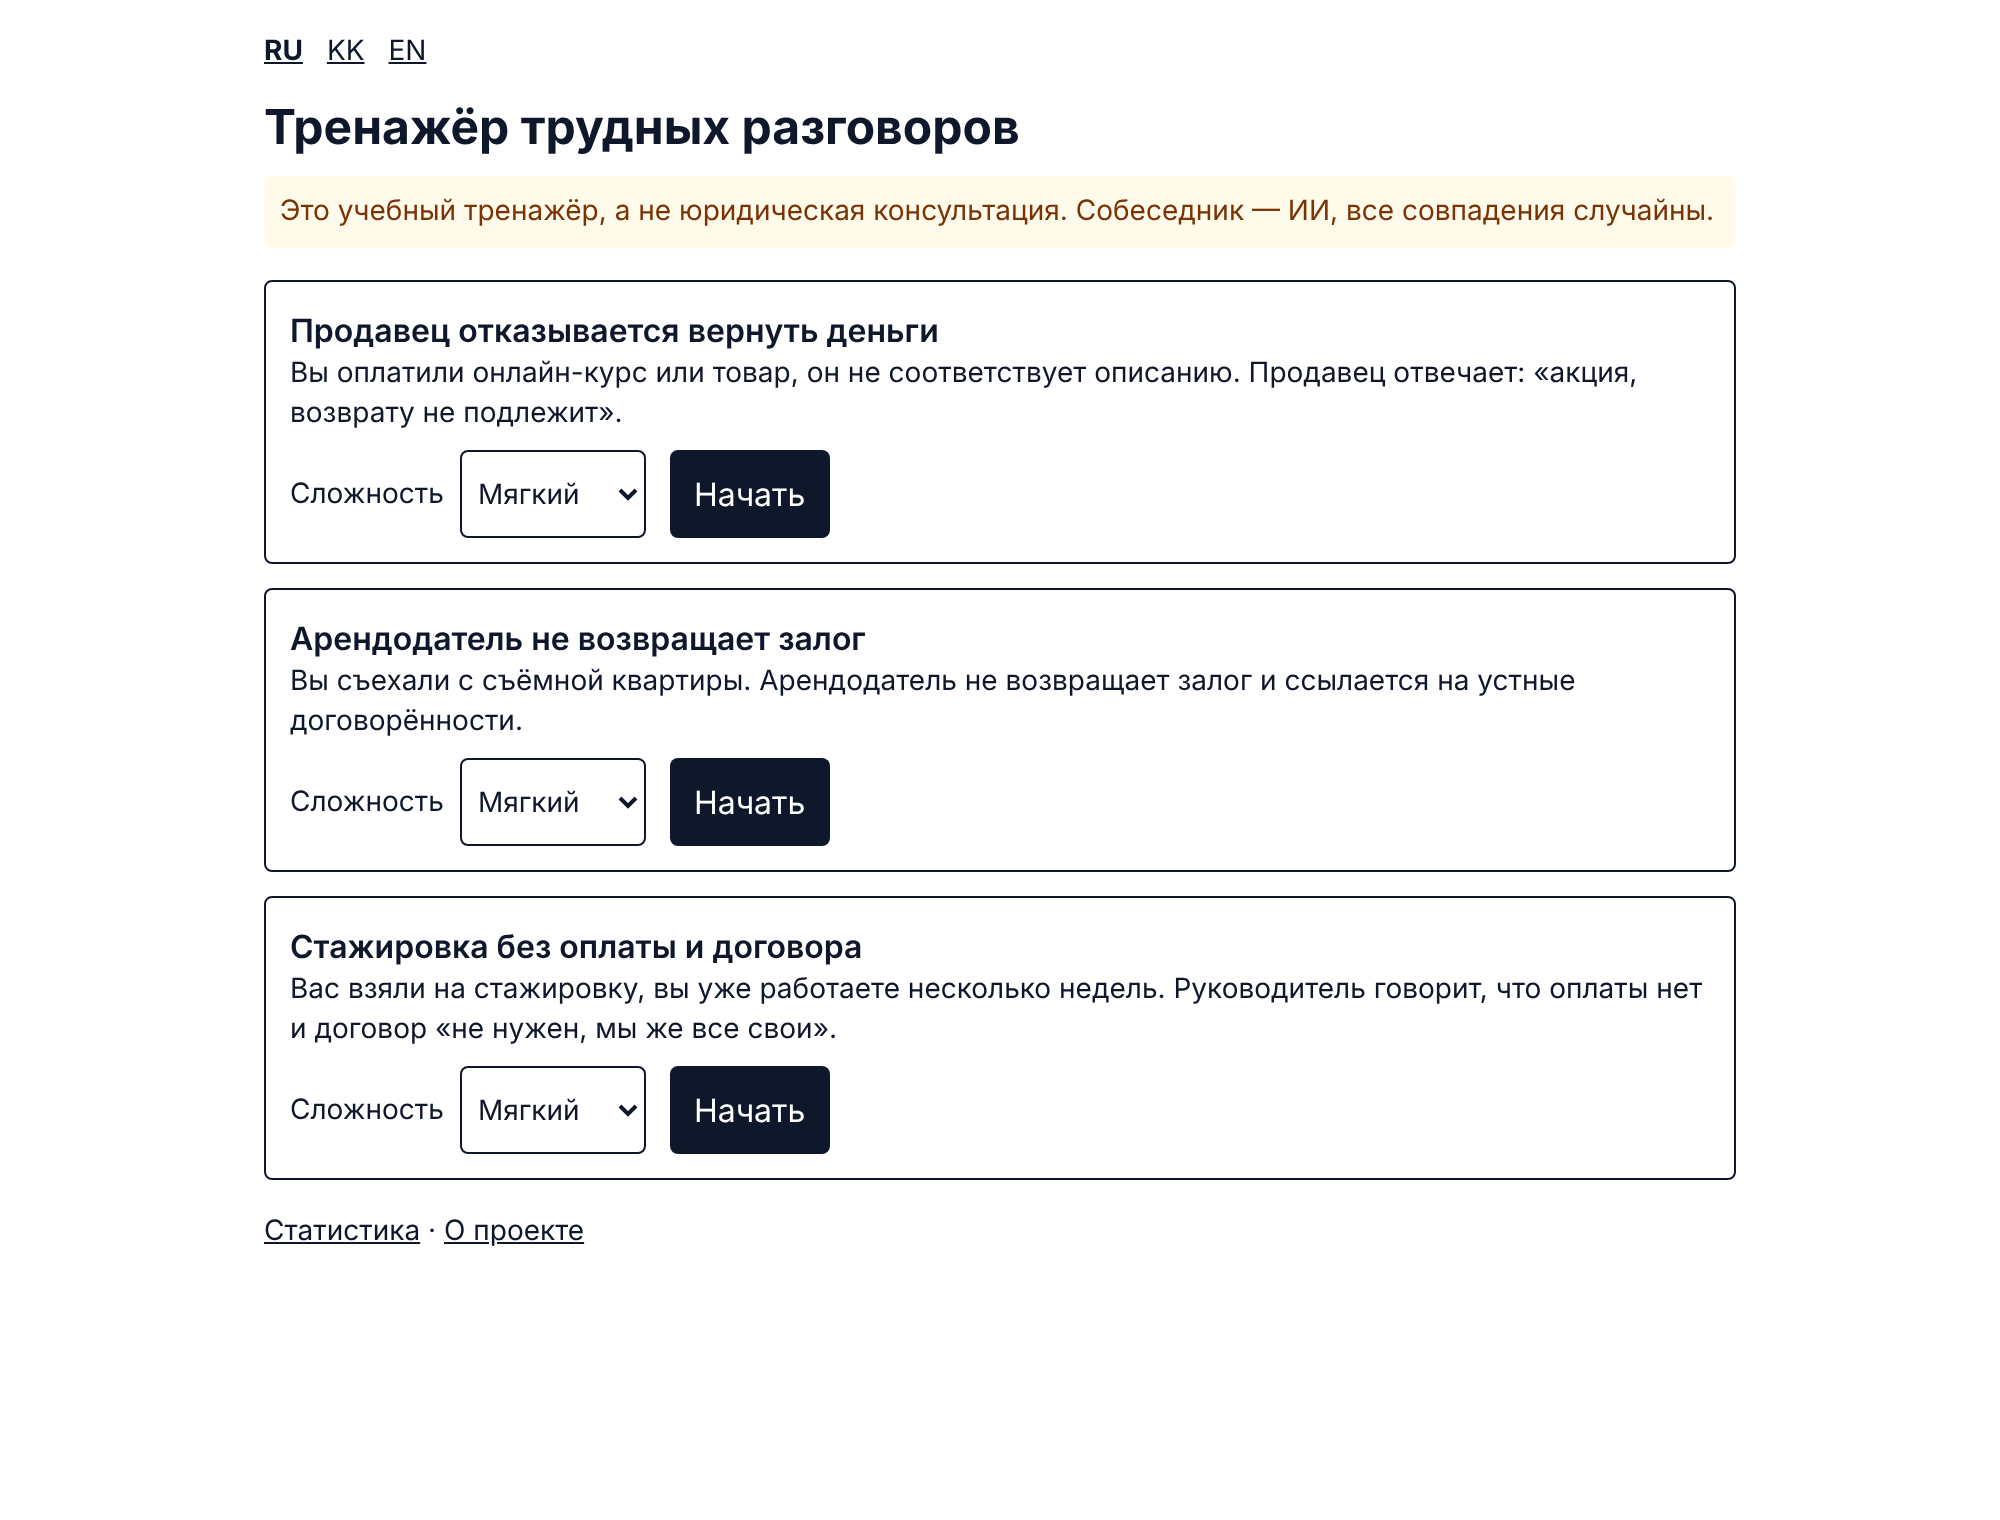 RU KK EN
Тренажёр трудных разговоров
Это учебный тренажёр, а не юридическая консультация. Собеседник — ИИ, все совпадения случайны.
Продавец отказывается вернуть деньги
Вы оплатили онлайн-курс или товар, он не соответствует описанию. Продавец отвечает: «акция,
возврату не подлежит».
Сложность Мягкий Начать
Арендодатель не возвращает залог
Вы съехали с съёмной квартиры. Арендодатель не возвращает залог и ссылается на устные
договорённости.
Сложность Мягкий Начать
Стажировка без оплаты и договора
Вас взяли на стажировку, вы уже работаете несколько недель. Руководитель говорит, что оплаты нет
и договор «не нужен, мы же все свои».
Сложность Мягкий Начать
Статистика · О проекте